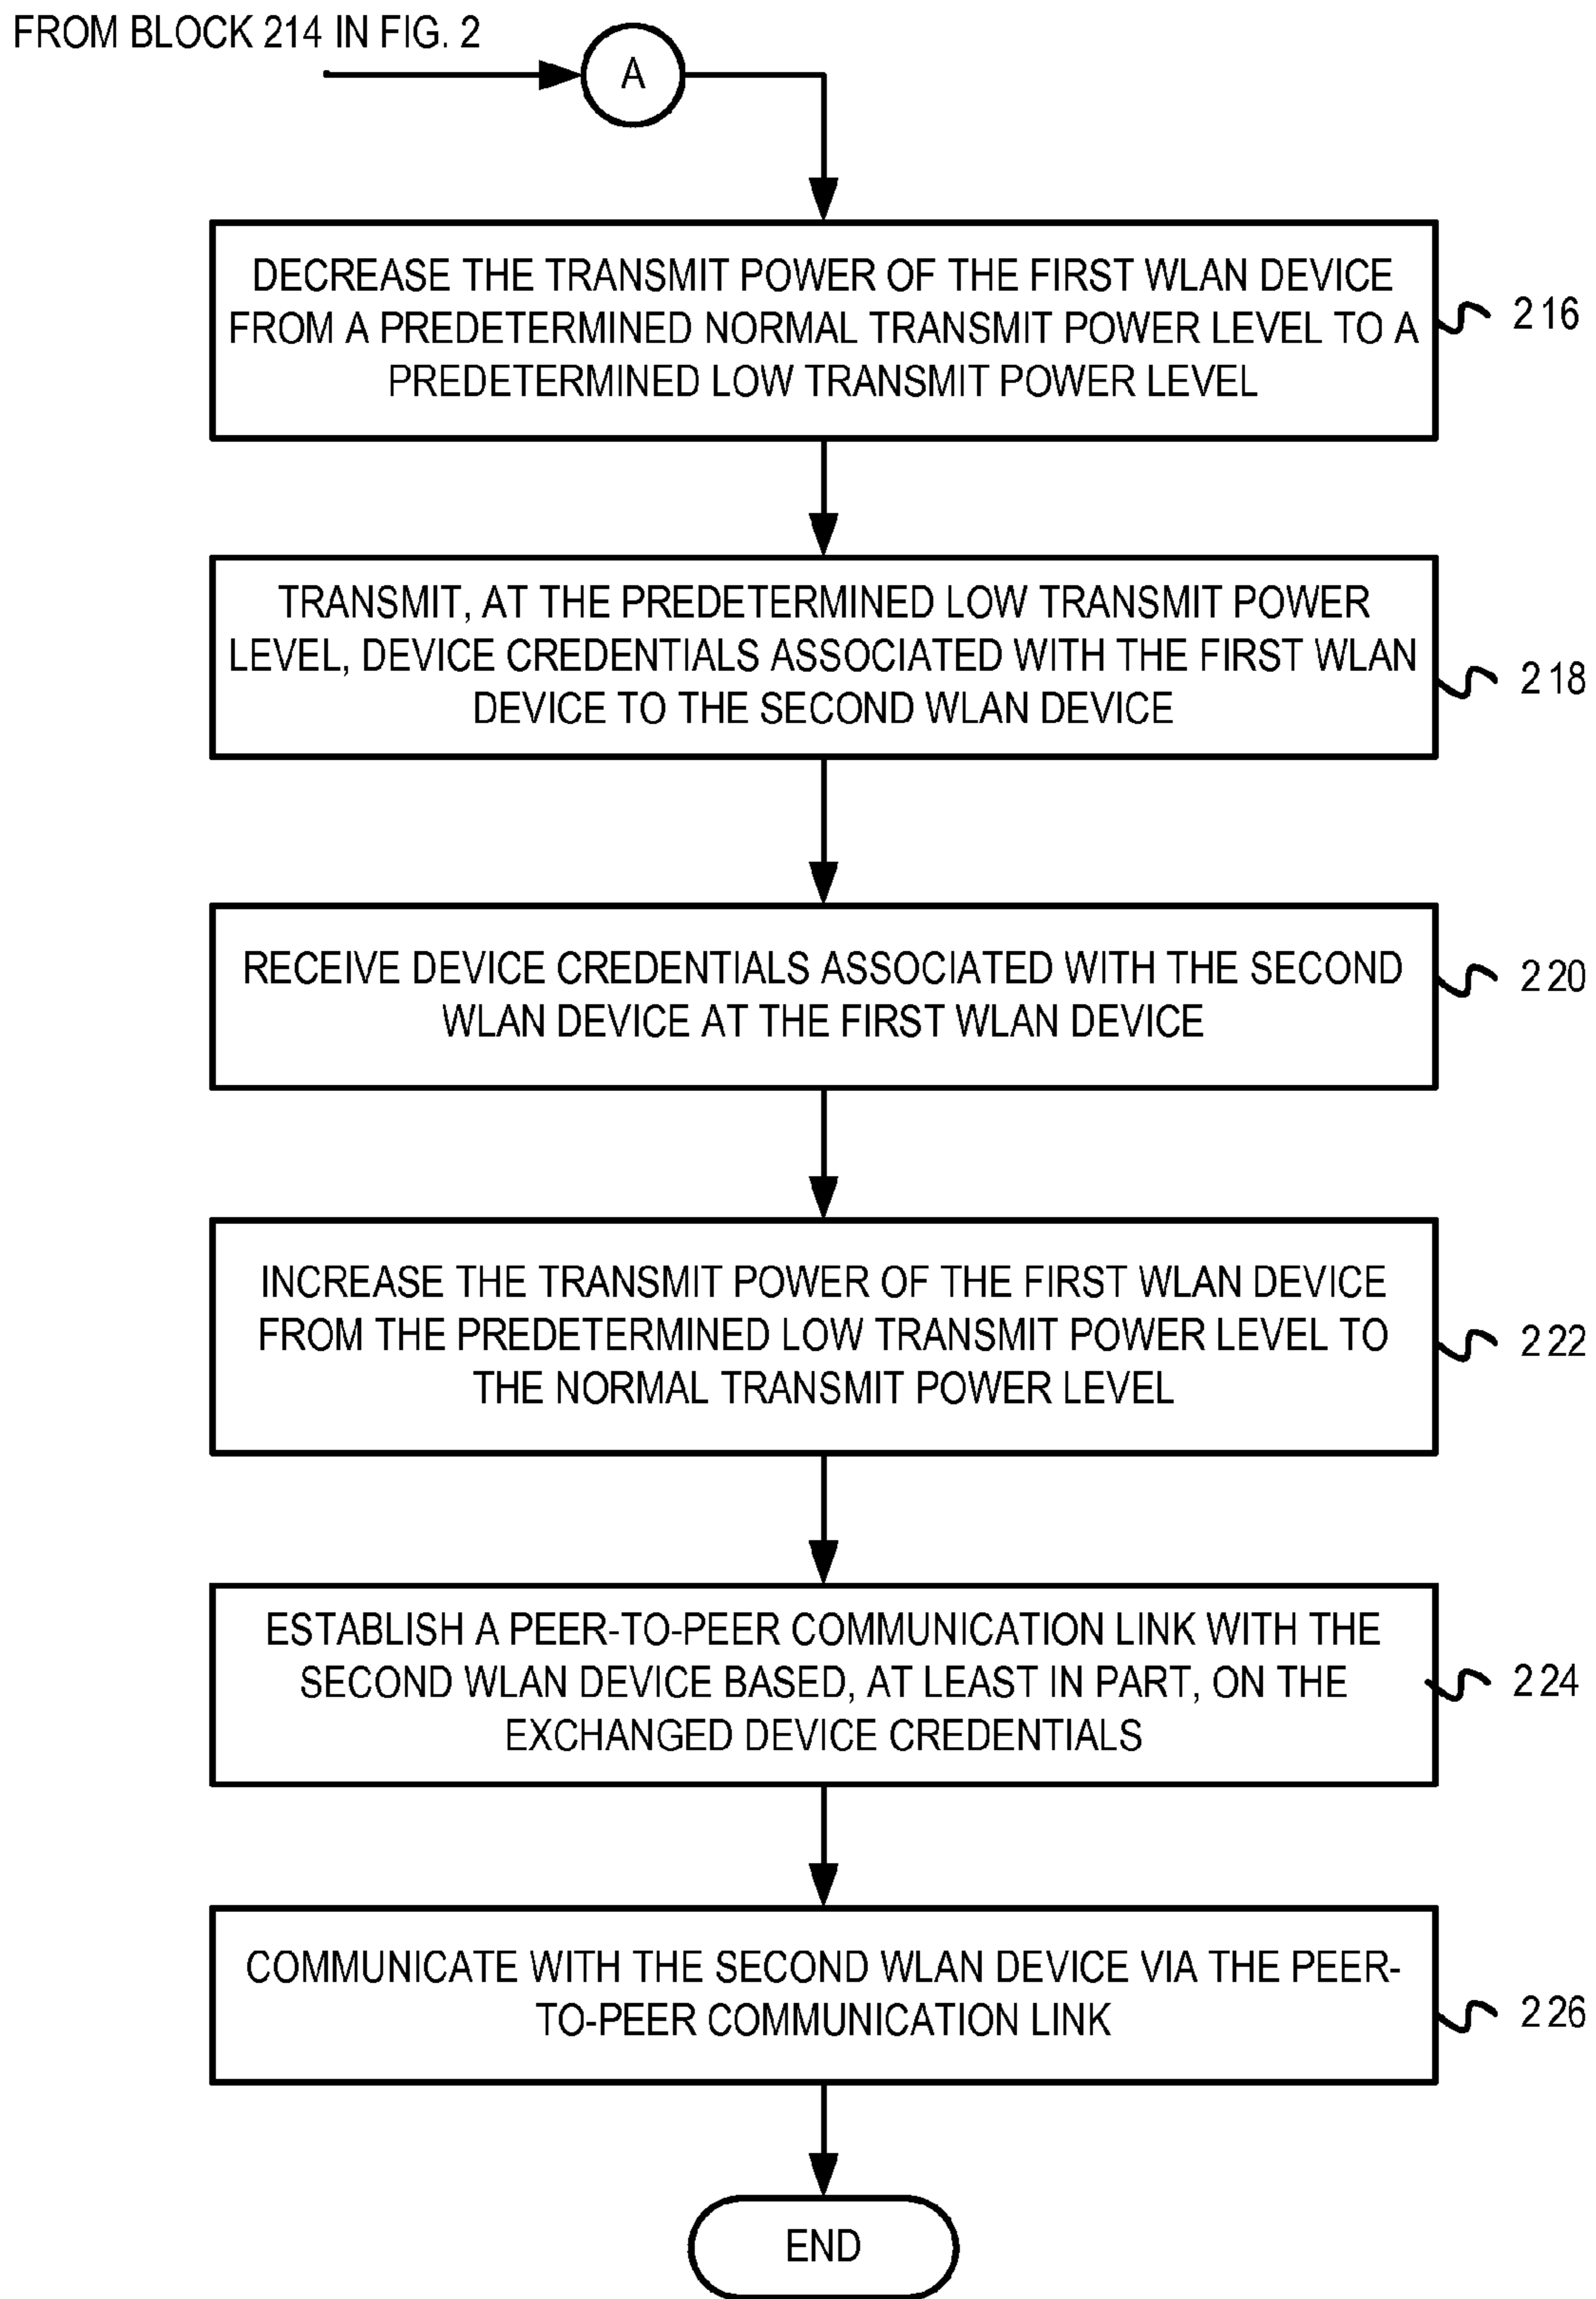 FROM BLOCK 214 IN FIG. 2
A
DECREASE THE TRANSMIT POWER OF THE FIRST WLAN DEVICE
FROM A PREDETERMINED NORMAL TRANSMIT POWER LEVEL TO A
PREDETERMINED LOW TRANSMIT POWER LEVEL
216
TRANSMIT, AT THE PREDETERMINED LOW TRANSMIT POWER
LEVEL, DEVICE CREDENTIALS ASSOCIATED WITH THE FIRST WLAN
DEVICE TO THE SECOND WLAN DEVICE
218
RECEIVE DEVICE CREDENTIALS ASSOCIATED WITH THE SECOND
WLAN DEVICE AT THE FIRST WLAN DEVICE
220
INCREASE THE TRANSMIT POWER OF THE FIRST WLAN DEVICE
FROM THE PREDETERMINED LOW TRANSMIT POWER LEVEL TO
THE NORMAL TRANSMIT POWER LEVEL
222
ESTABLISH A PEER-TO-PEER COMMUNICATION LINK WITH THE
SECOND WLAN DEVICE BASED, AT LEAST IN PART, ON THE
EXCHANGED DEVICE CREDENTIALS
224
COMMUNICATE WITH THE SECOND WLAN DEVICE VIA THE PEER-
TO-PEER COMMUNICATION LINK
226
END